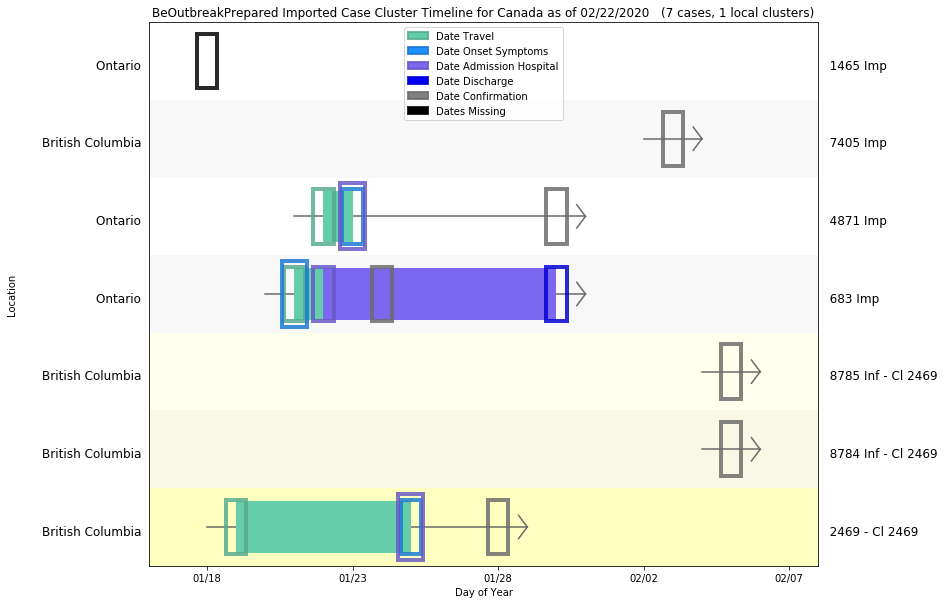 BeOutbreakPrepared Imported Case Cluster Timeline for Canada as of 02/22/2020 (7 cases, 1 local clusters)
Date Travel
Date Onset Symptoms
Date Admission Hospital
Date Discharge
Date Confirmation
Dates Missing
Ontario 1465 Imp
British Columbia 7405 Imp
Ontario 4871 Imp
Ontario 683 Imp
British Columbia 8785 Inf - Cl 2469
British Columbia 8784 Inf - Cl 2469
British Columbia 2469 - Cl 2469
Location
01/18 01/23 01/28 02/02 02/07
Day of Year